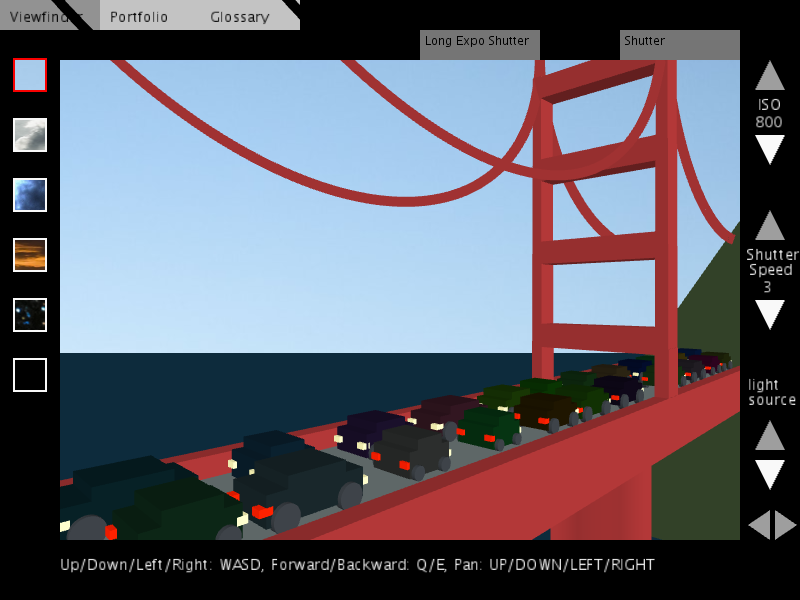 Viewfinder Portfolio Glossary
Long Expo Shutter Shutter
ISO
800
Shutter
Speed
3
light
source
Up/Down/Left/Right: WASD, Forward/Backward: Q/E, Pan: UP/DOWN/LEFT/RIGHT